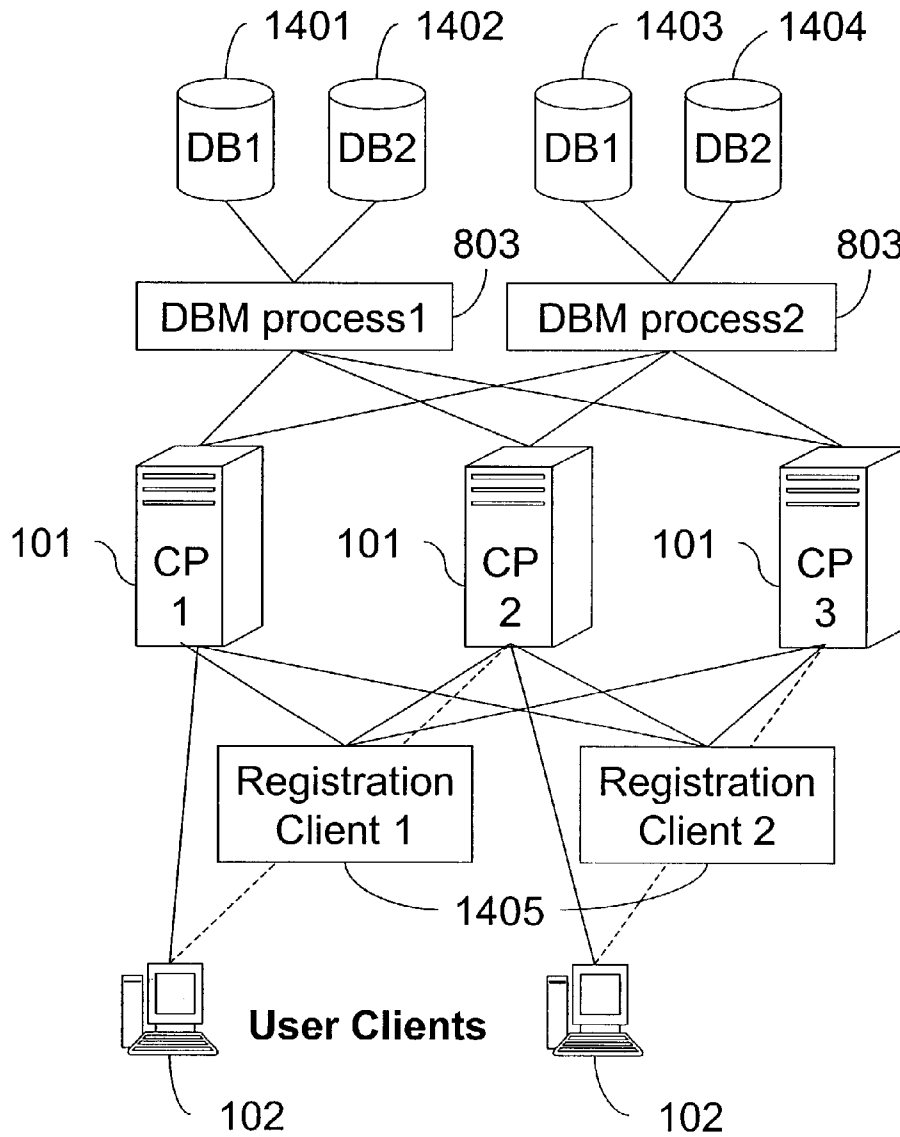 1401
1402
1403
1404
DB1
DB2
DB1
DB2
803
803
DBM process1
DBM process2
101
101
101
CP
1
CP
2
CP
3
Registration
Client 1
Registration
Client 2
1405
User Clients
102
102